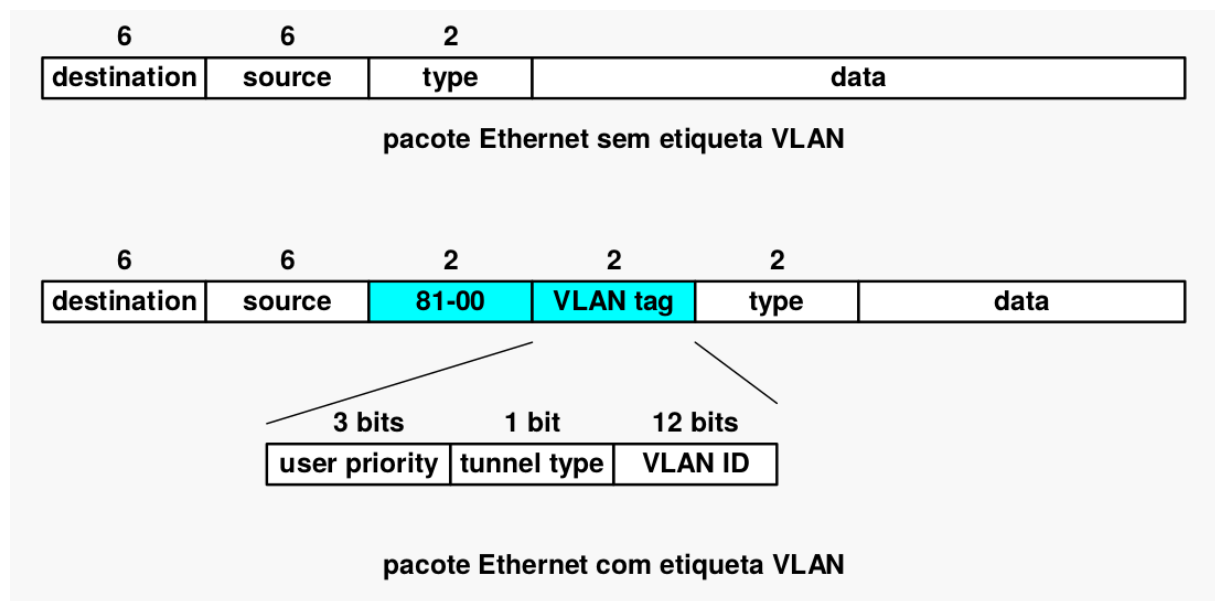 6 6 2
destination source type data
pacote Ethernet sem etiqueta VLAN
6 6 2 2 2
destination source 81-00 VLAN tag type data
3 bits 1 bit 12 bits
user priority tunnel type VLAN ID
pacote Ethernet com etiqueta VLAN